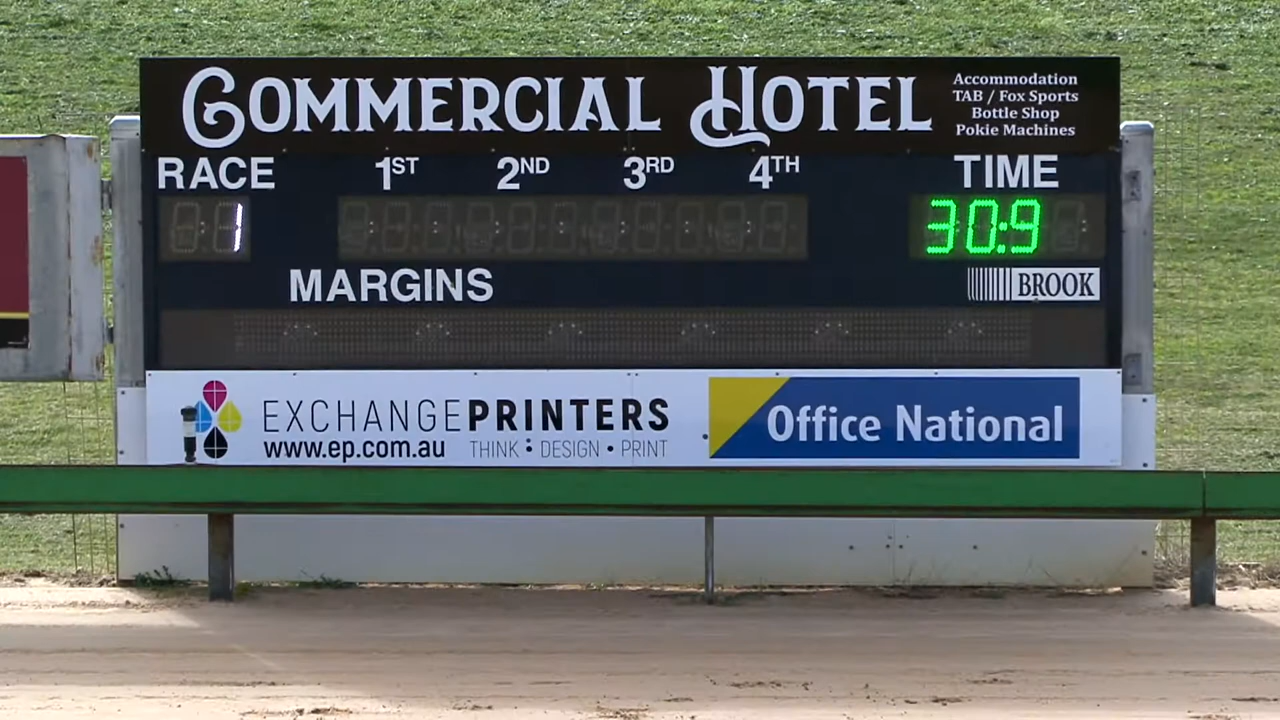 COMMERCIAL HOTEL
Accommodation
TAB / Fox Sports
Bottle Shop
Pokie Machines
RACE 1ST 2ND 3RD 4TH TIME
1 30:9
MARGINS
BROOK
EXCHANGEPRINTERS
www.ep.com.au THINK : DESIGN • PRINT
Office National